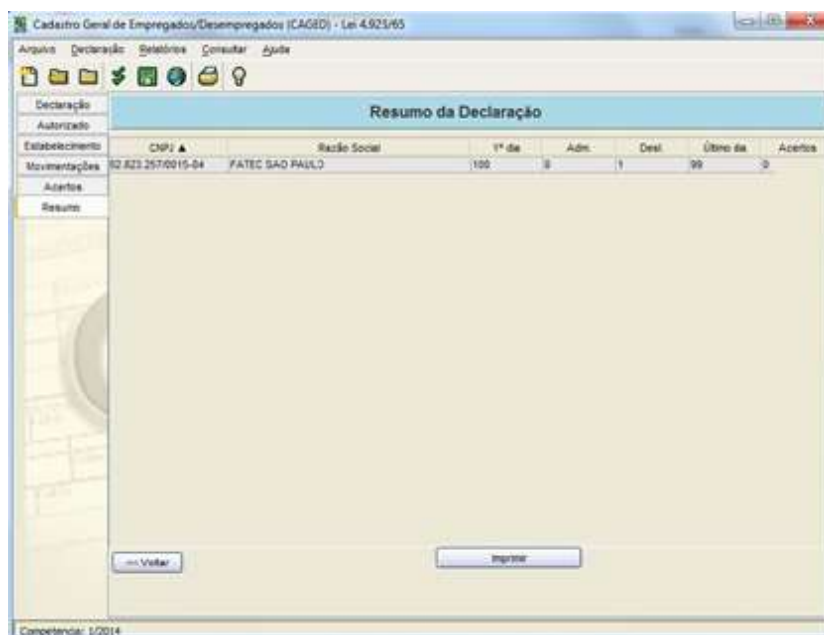 Cadastro Geral de Empregados/Desempregados (CAGED) - Lei 4.923/65
Arquivo Declaração Relatórios Consultar Ajuda
Declaração
Autorizado
Estabelecimento
Movimentações
Acertos
Resumo
Resumo da Declaração
CNPJ ▲ Razão Social 1º dia Adm. Desl. Último dia Acertos
62.823.257/0015-04 FATEC SAO PAULO 100 0 1 99 0
<< Voltar
Imprimir
Competencia: 1/2014